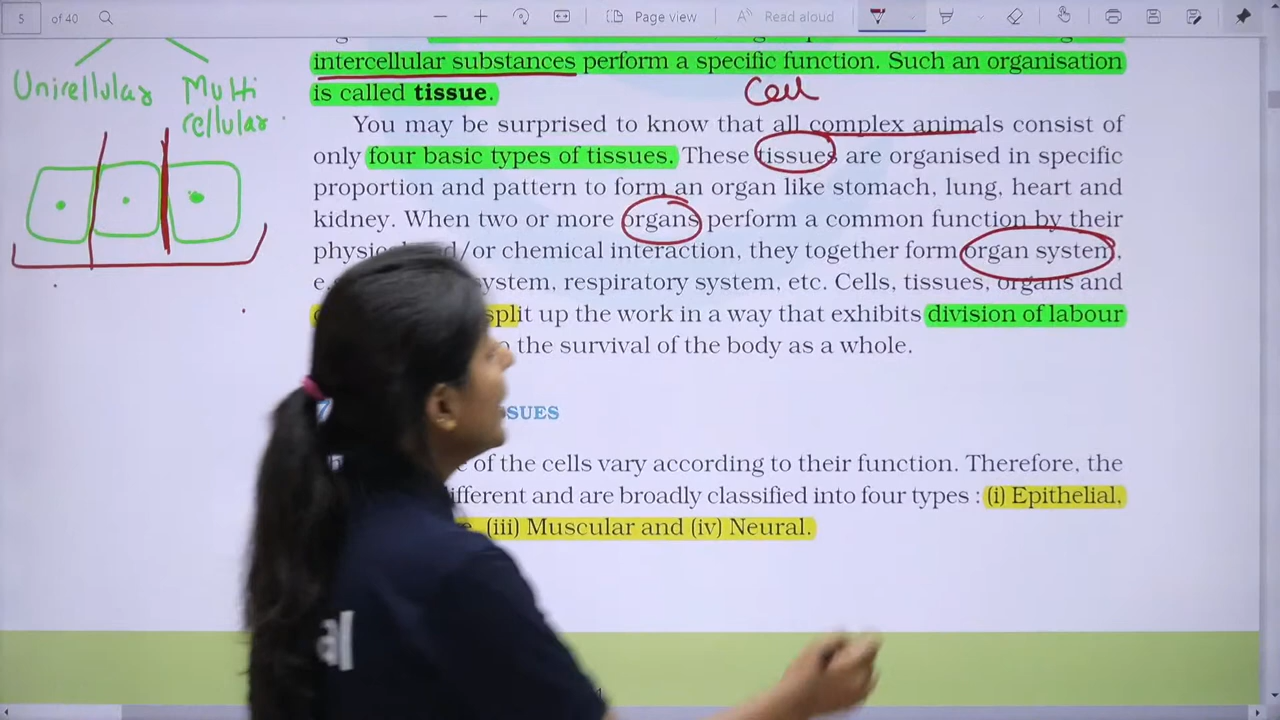 5 of 40 Page view Read aloud
Unicellular Multi
cellular
intercellular substances perform a specific function. Such an organisation
is called tissue.
Cell
You may be surprised to know that all complex animals consist of
only four basic types of tissues. These tissues are organised in specific
proportion and pattern to form an organ like stomach, lung, heart and
kidney. When two or more organs perform a common function by their
/or chemical interaction, they together form organ system,
respiratory system, etc. Cells, tissues, organs and
split up the work in a way that exhibits division of labour
the survival of the body as a whole.
of the cells vary according to their function. Therefore, the
and are broadly classified into four types : (i) Epithelial,
(iii) Muscular and (iv) Neural.
al